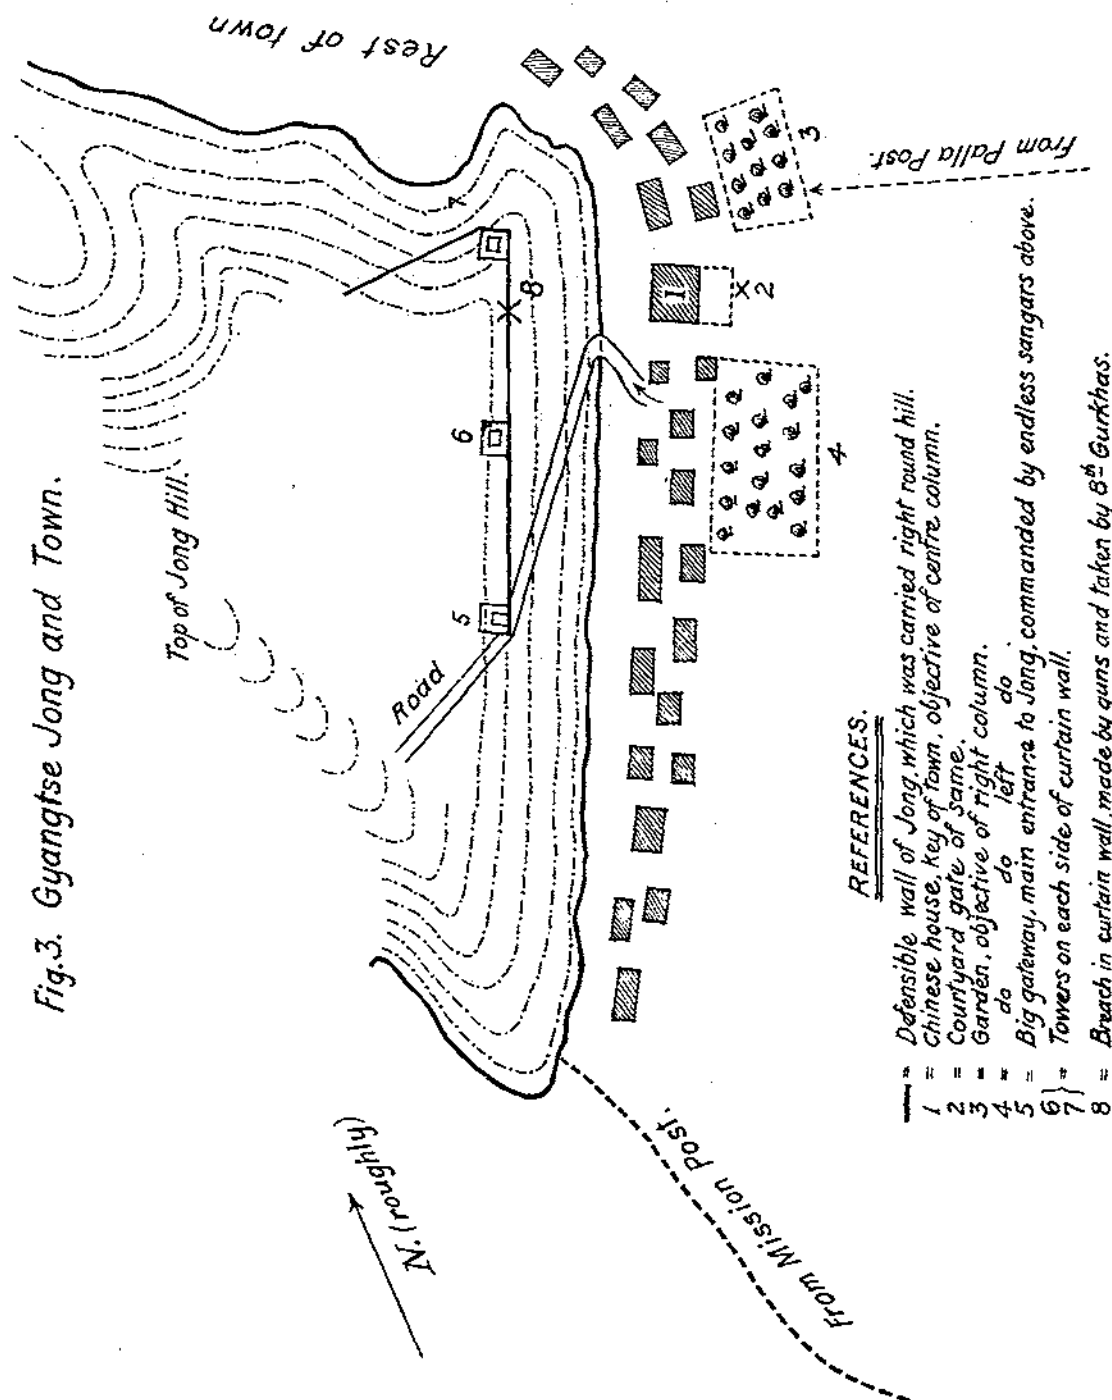 Fig.3. Gyangtse Jong and Town.
Rest of town
Top of Jong Hill.
Road
N. (roughly)
From Mission Post.
From Palla Post.
5
6
7
8
1
2
3
4
REFERENCES.
= Defensible wall of Jong, which was carried right round hill.
1 = Chinese house, Key of town, objective of centre column.
2 = Courtyard gate of same.
3 = Garden, objective of right column.
4 = do do left do.
5 = Big gateway, main entrance to Jong, commanded by endless sangars above.
6
7 } = Towers on each side of curtain wall.
8 = Breach in curtain wall, made by guns and taken by 8th Gurkhas.